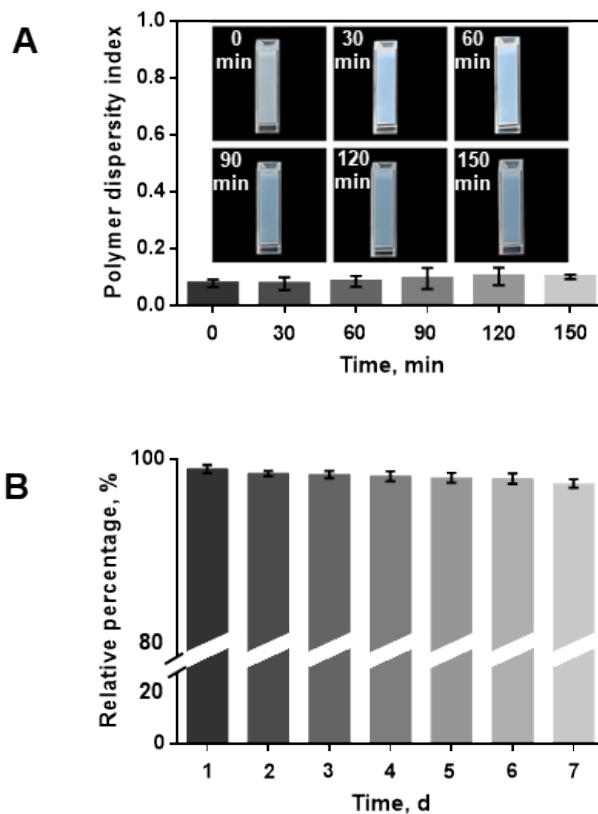 A
Polymer dispersity index
1.0
0.8
0.6
0.4
0.2
0.0
0
min
30
min
60
min
90
min
120
min
150
min
0 30 60 90 120 150
Time, min
B
Relative percentage, %
100
80
20
0
1 2 3 4 5 6 7
Time, d